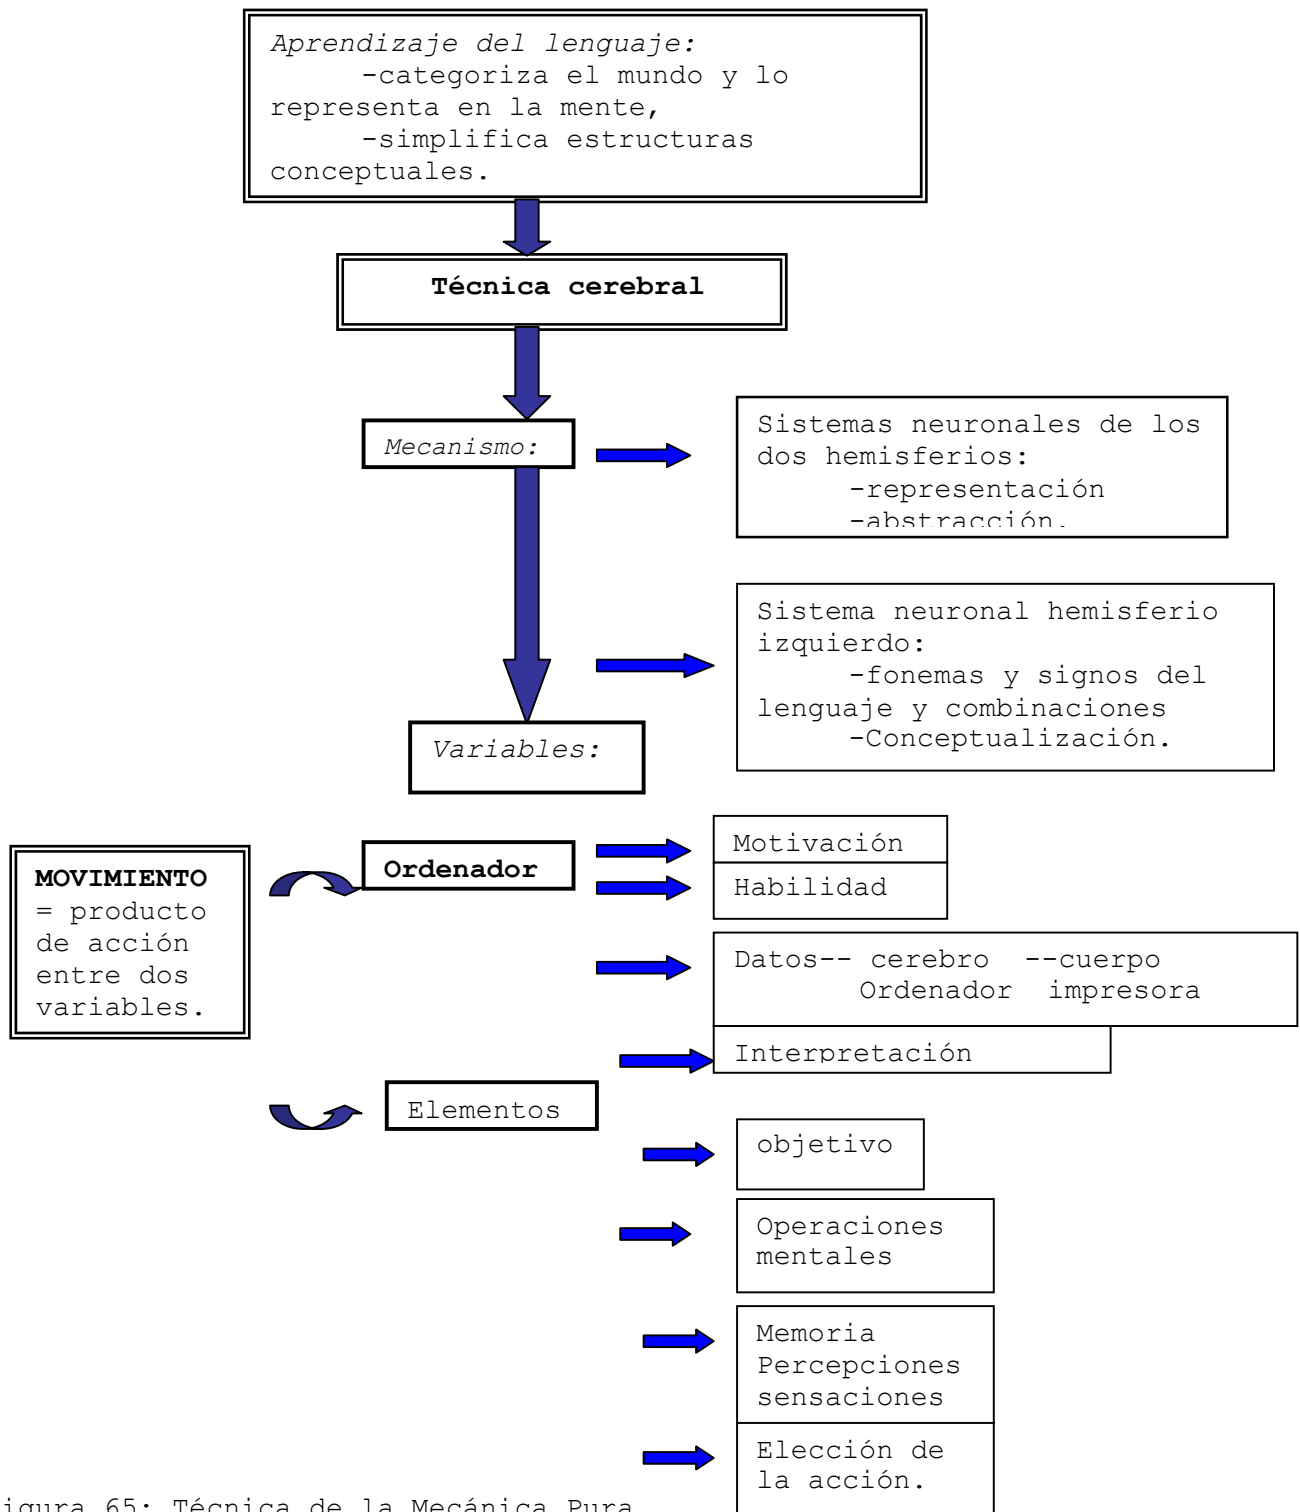 Aprendizaje del lenguaje:
-categoriza el mundo y lo
representa en la mente,
-simplifica estructuras
conceptuales.
Técnica cerebral
Mecanismo:
Sistemas neuronales de los
dos hemisferios:
-representación
-abstracción.
Sistema neuronal hemisferio
izquierdo:
-fonemas y signos del
lenguaje y combinaciones
-Conceptualización.
Variables:
MOVIMIENTO
= producto
de acción
entre dos
variables.
Ordenador
Motivación
Habilidad
Datos-- cerebro --cuerpo
Ordenador impresora
Interpretación
Elementos
objetivo
Operaciones
mentales
Memoria
Percepciones
sensaciones
Elección de
la acción.
igura 65: Técnica de la Mecánica Pura